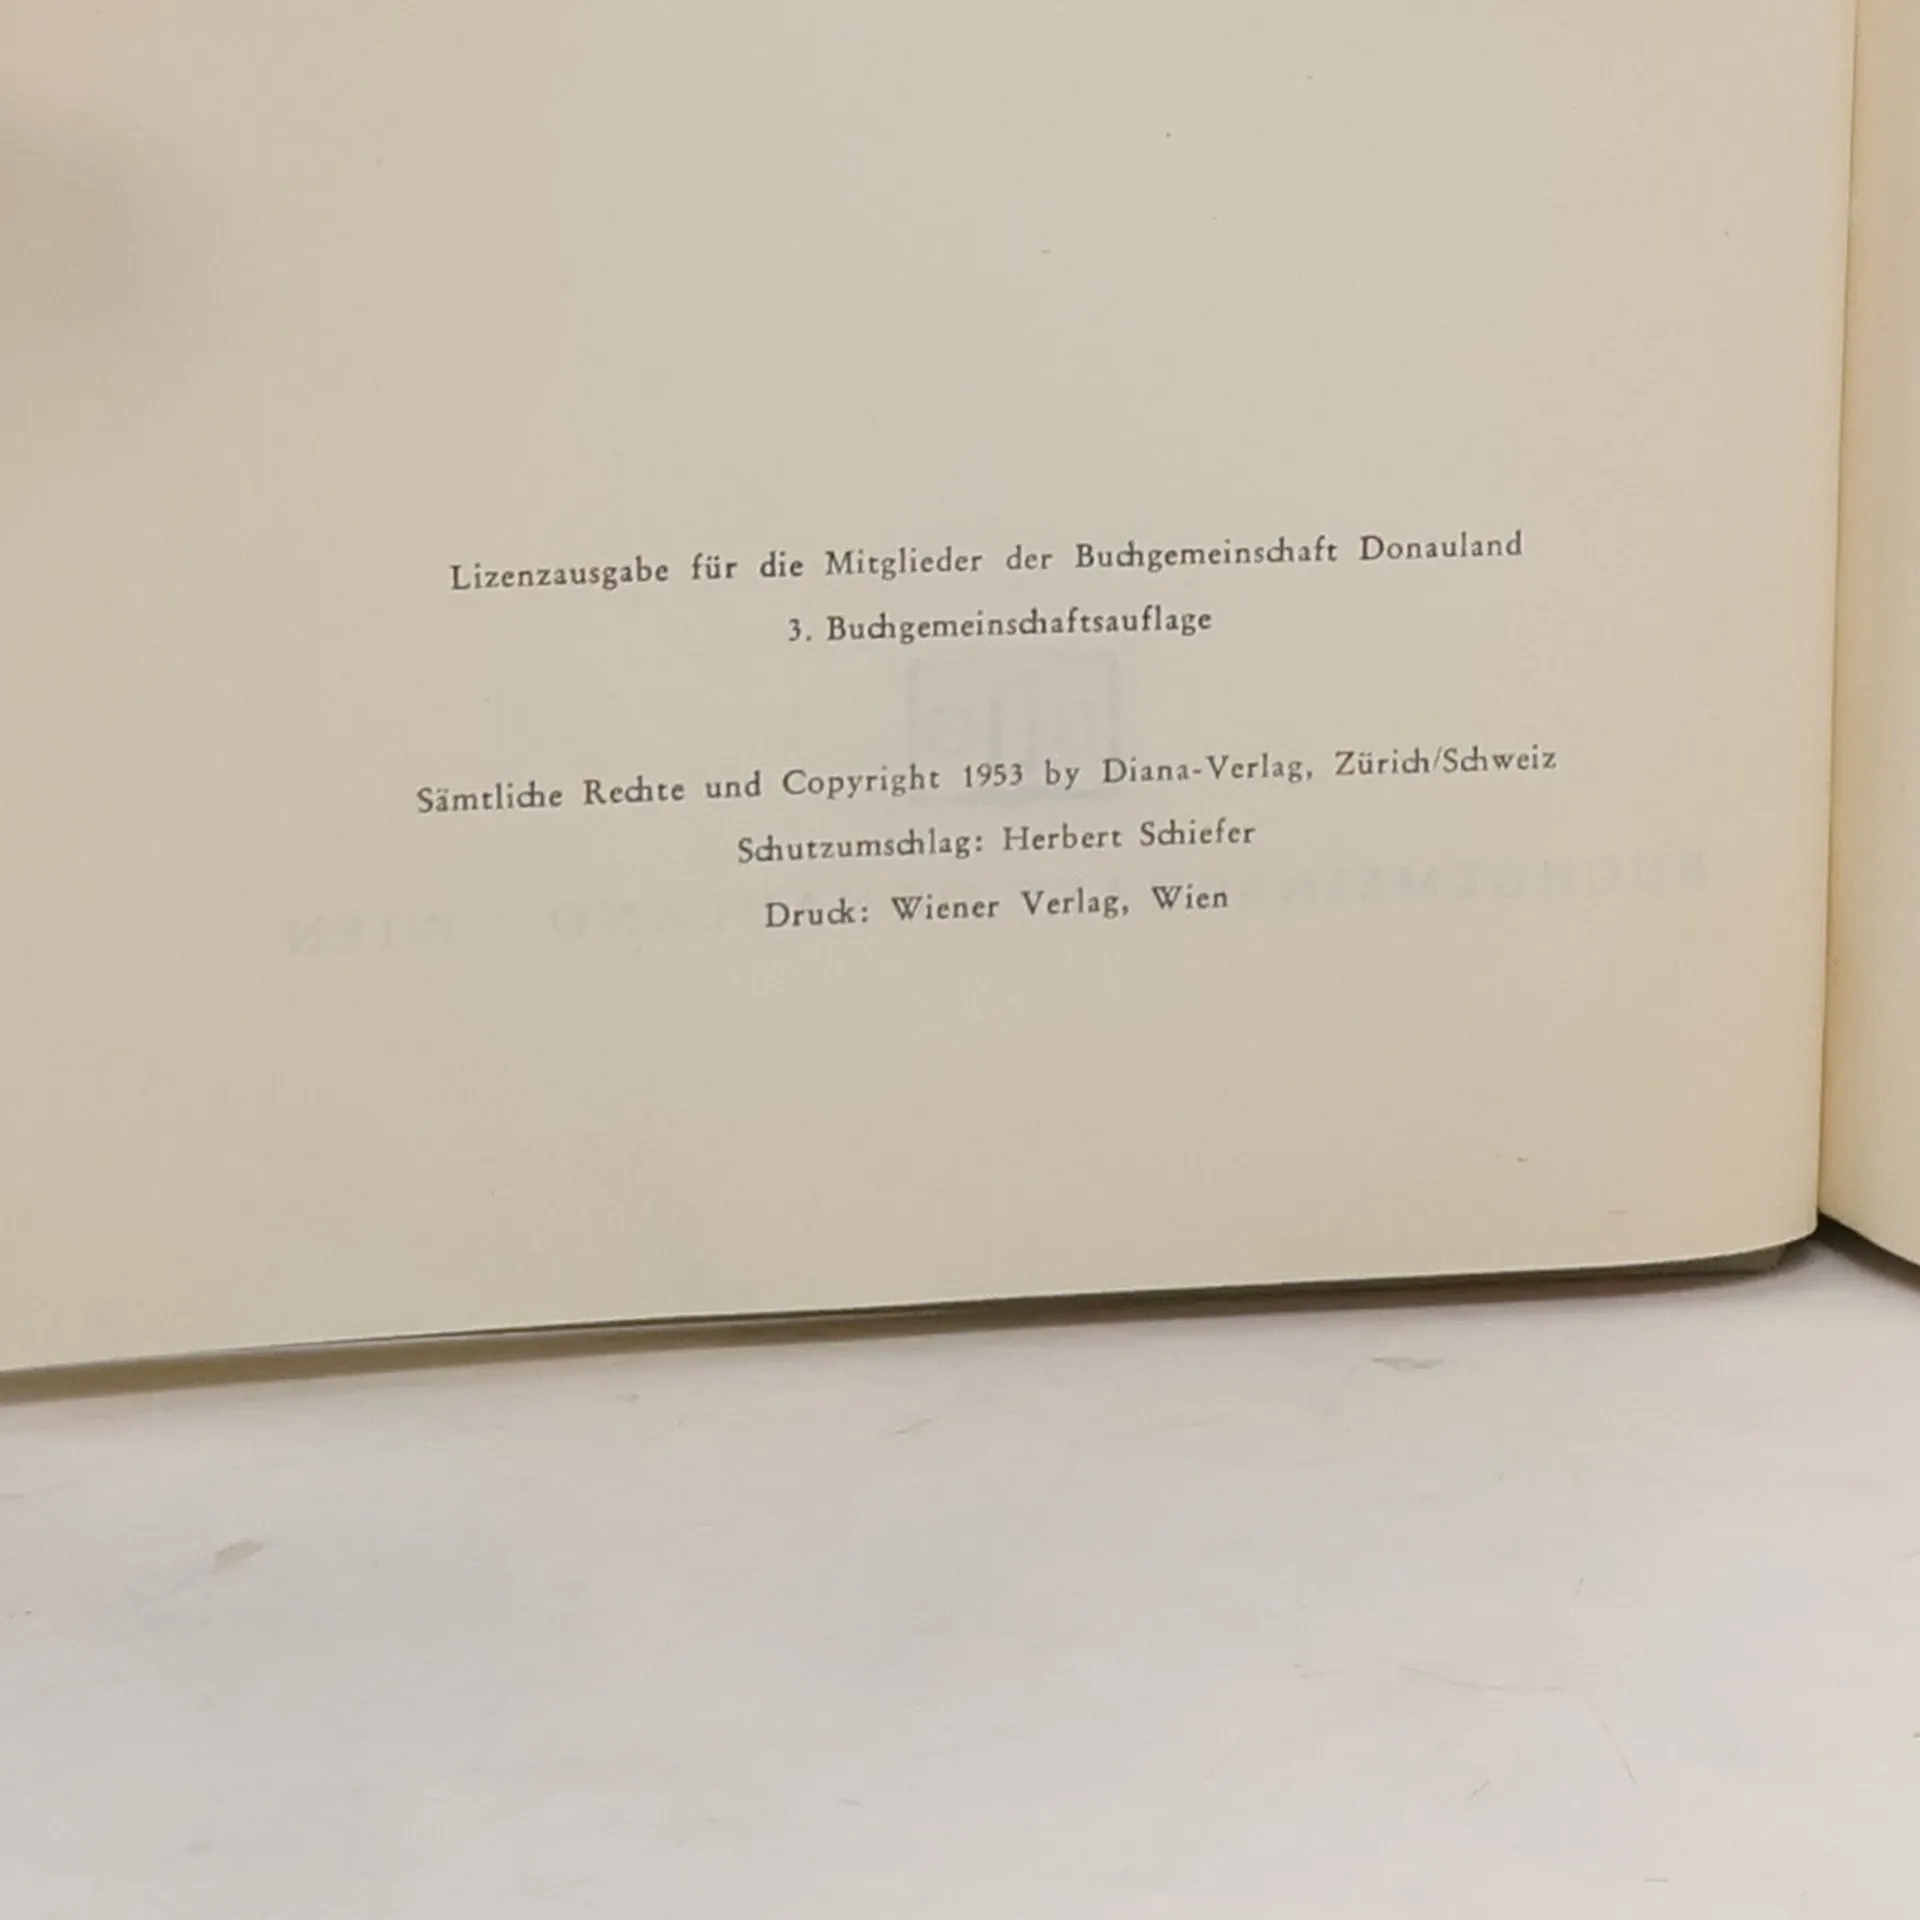 Lizenzausgabe für die Mitglieder der Buchgemeinschaft Donauland
3. Buchgemeinschaftsauflage
Sämtliche Rechte und Copyright 1953 by Diana-Verlag, Zürich/Schweiz
Schutzumschlag: Herbert Schiefer
Druck: Wiener Verlag, Wien